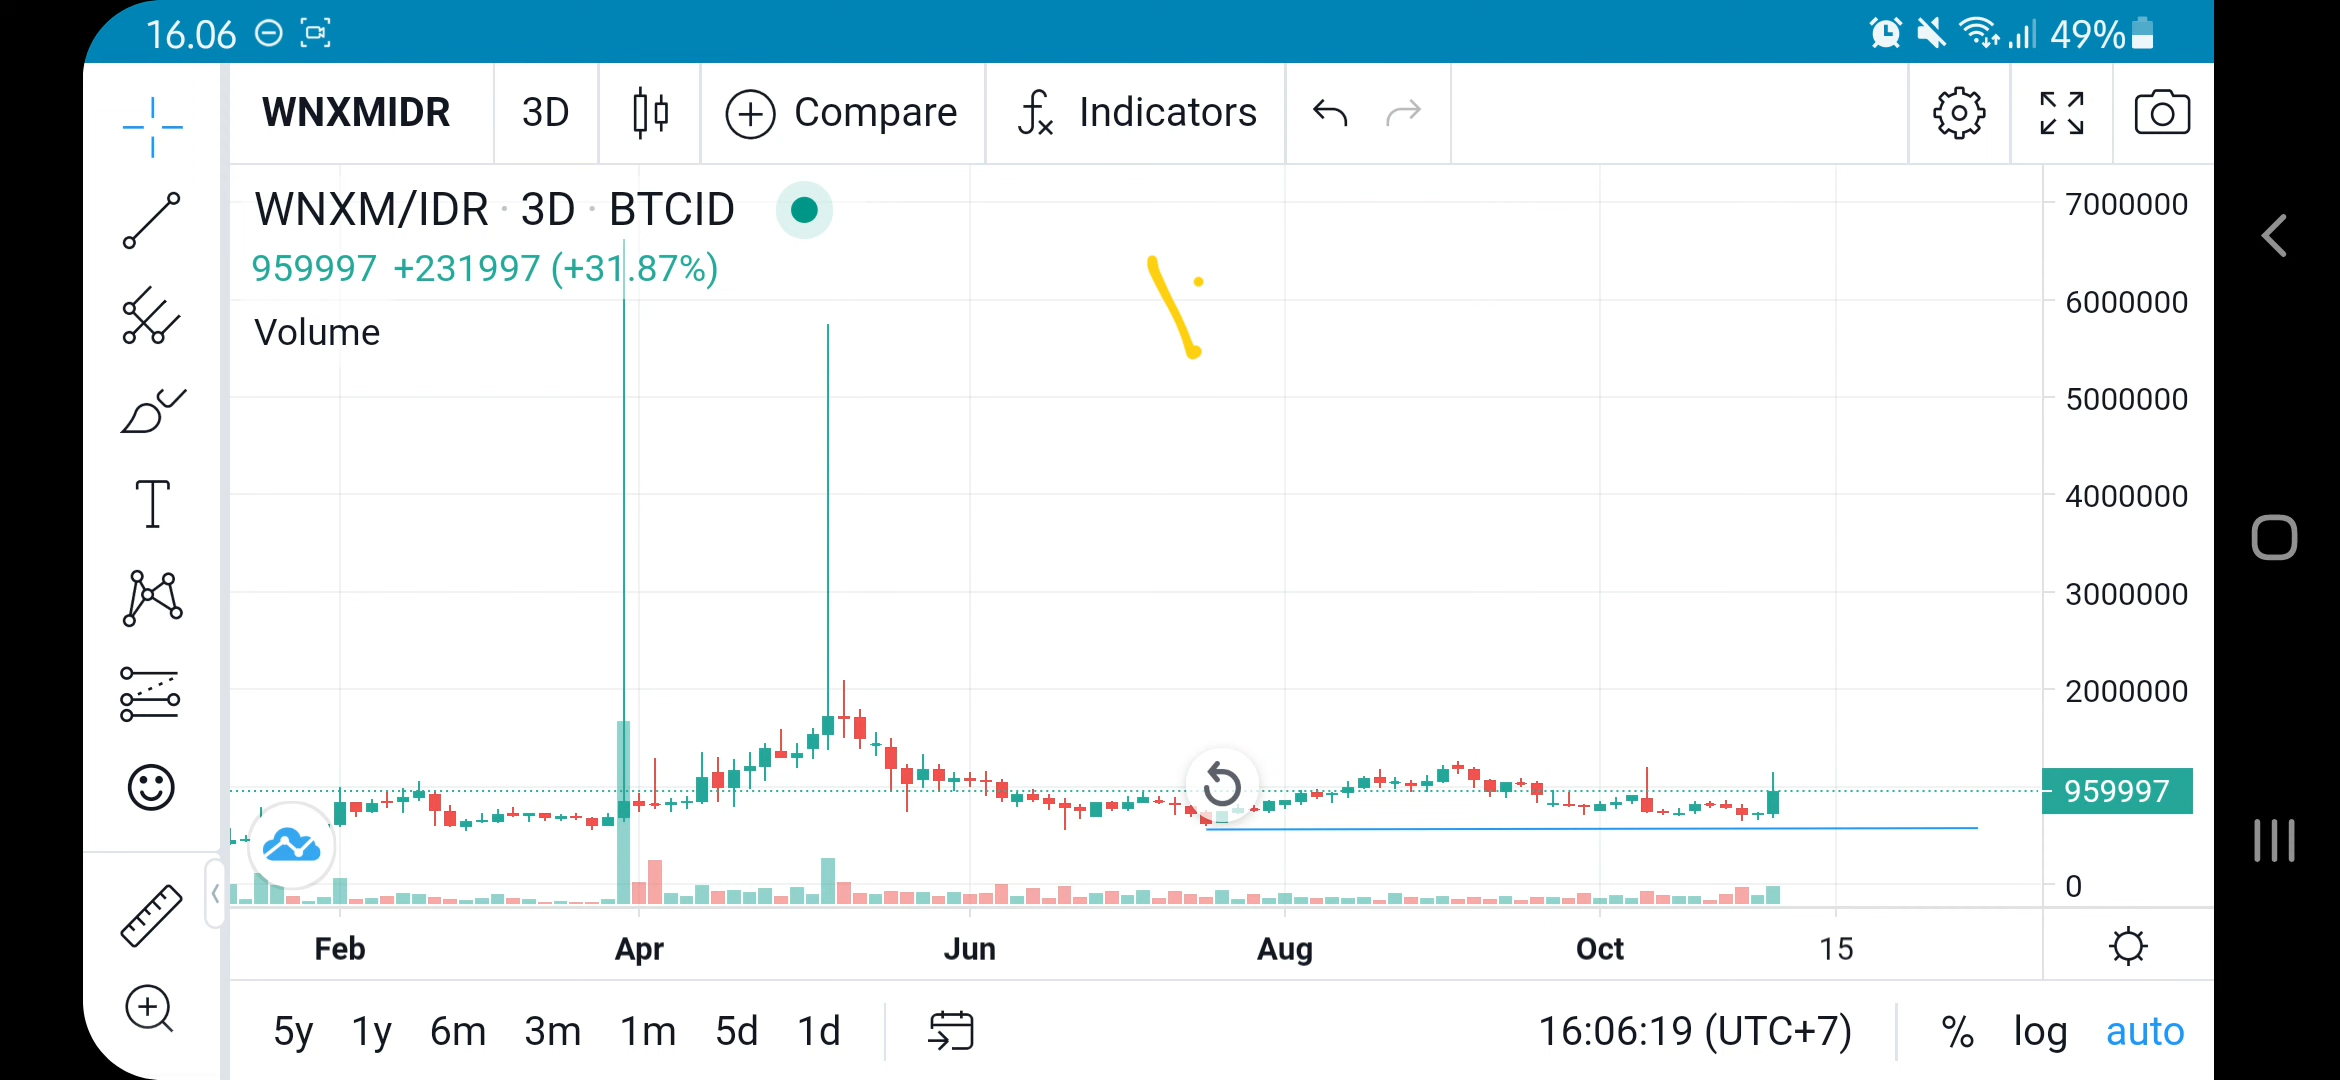 16.06 49%
WNXMIDR 3D Compare Indicators
WNXM/IDR · 3D · BTCID
959997 +231997 (+31.87%)
Volume
7000000
6000000
5000000
4000000
3000000
2000000
959997
0
Feb Apr Jun Aug Oct 15
5y 1y 6m 3m 1m 5d 1d 16:06:19 (UTC+7) % log auto